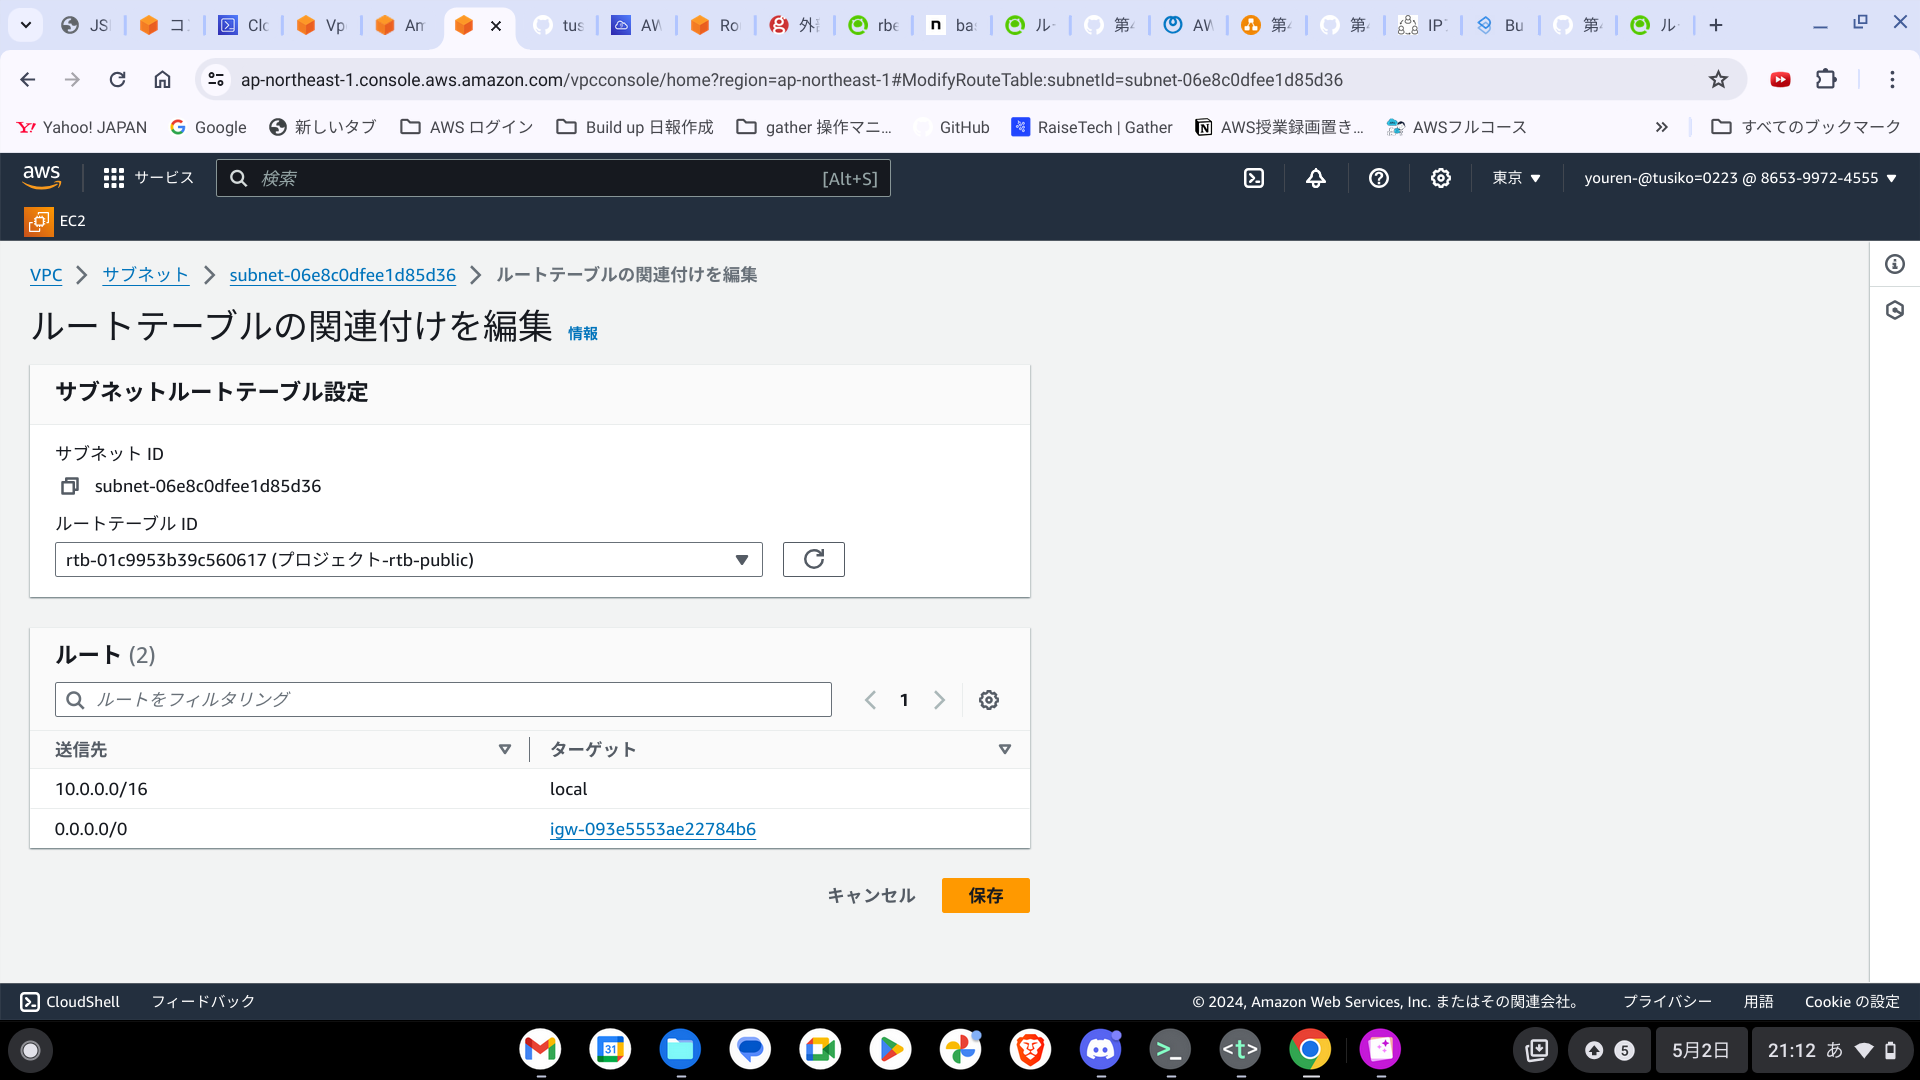 JS
コ
Clo
Vp
Am
tus
AW
Ro
外
rbe
ba
ルー
第4
AW
第4
第4
IP
Bu
第4
ルー
ap-northeast-1.console.aws.amazon.com/vpcconsole/home?region=ap-northeast-1#ModifyRouteTable:subnetId=subnet-06e8c0dfee1d85d36
Yahoo! JAPAN
Google
新しいタブ
AWS ログイン
Build up 日報作成
gather 操作マニ...
GitHub
RaiseTech | Gather
AWS授業録画置き...
AWSフルコース
すべてのブックマーク
aws
サービス
検索
[Alt+S]
東京
youren-@tusiko=0223 @ 8653-9972-4555
EC2
VPC
サブネット
subnet-06e8c0dfee1d85d36
ルートテーブルの関連付けを編集
ルートテーブルの関連付けを編集 情報
サブネットルートテーブル設定
サブネット ID
subnet-06e8c0dfee1d85d36
ルートテーブル ID
rtb-01c9953b39c560617 (プロジェクト-rtb-public)
ルート (2)
ルートをフィルタリング
1
送信先
ターゲット
10.0.0.0/16
local
0.0.0.0/0
igw-093e5553ae22784b6
キャンセル
保存
CloudShell
フィードバック
© 2024, Amazon Web Services, Inc. またはその関連会社。
プライバシー
用語
Cookie の設定
31
<t>
5
5月2日
21:12 あ